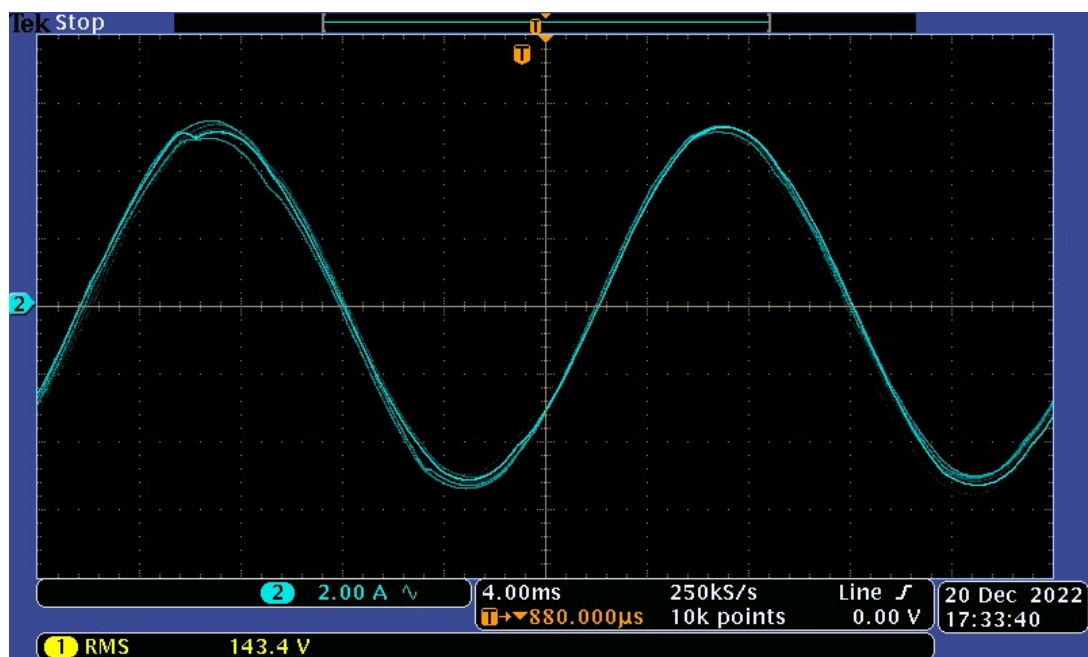 Tek Stop
T
T
2
2 2.00 A ∿
4.00ms 250kS/s Line ʃ
T→▼880.000µs 10k points 0.00 V
20 Dec 2022
17:33:40
1 RMS 143.4 V